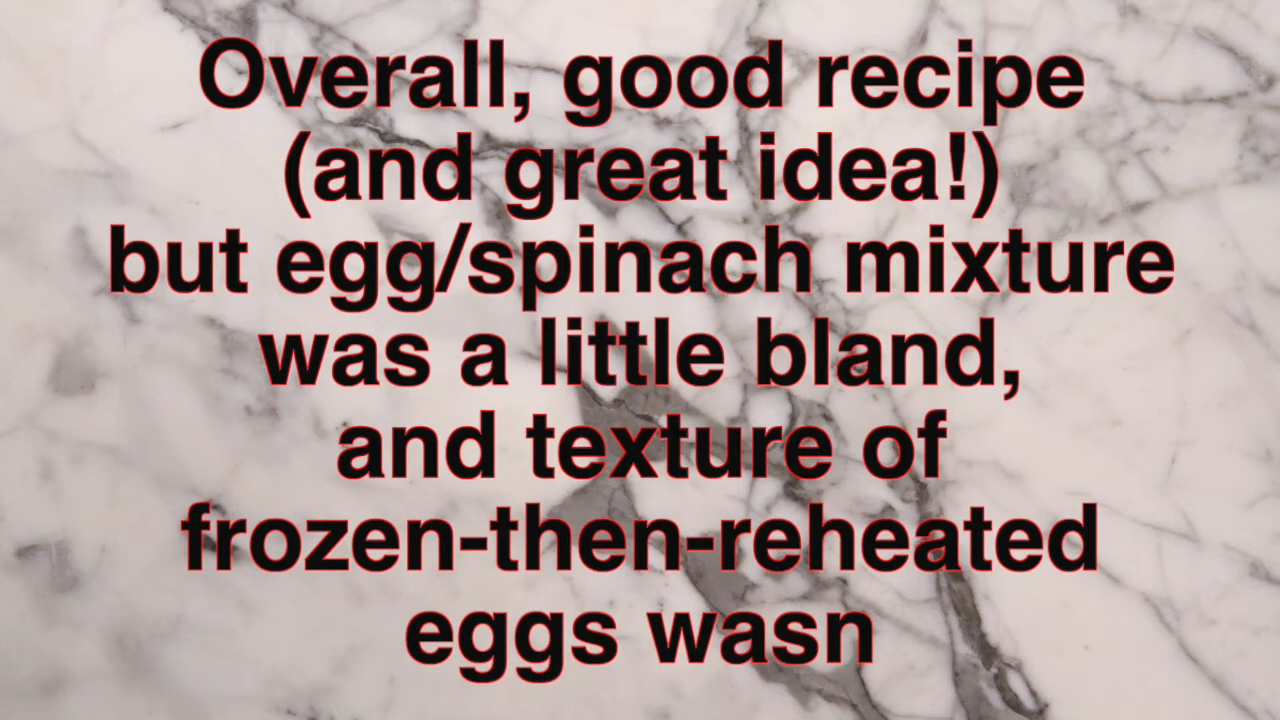 Overall, good recipe
(and great idea!)
but egg/spinach mixture
was a little bland,
and texture of
frozen-then-reheated
eggs wasn